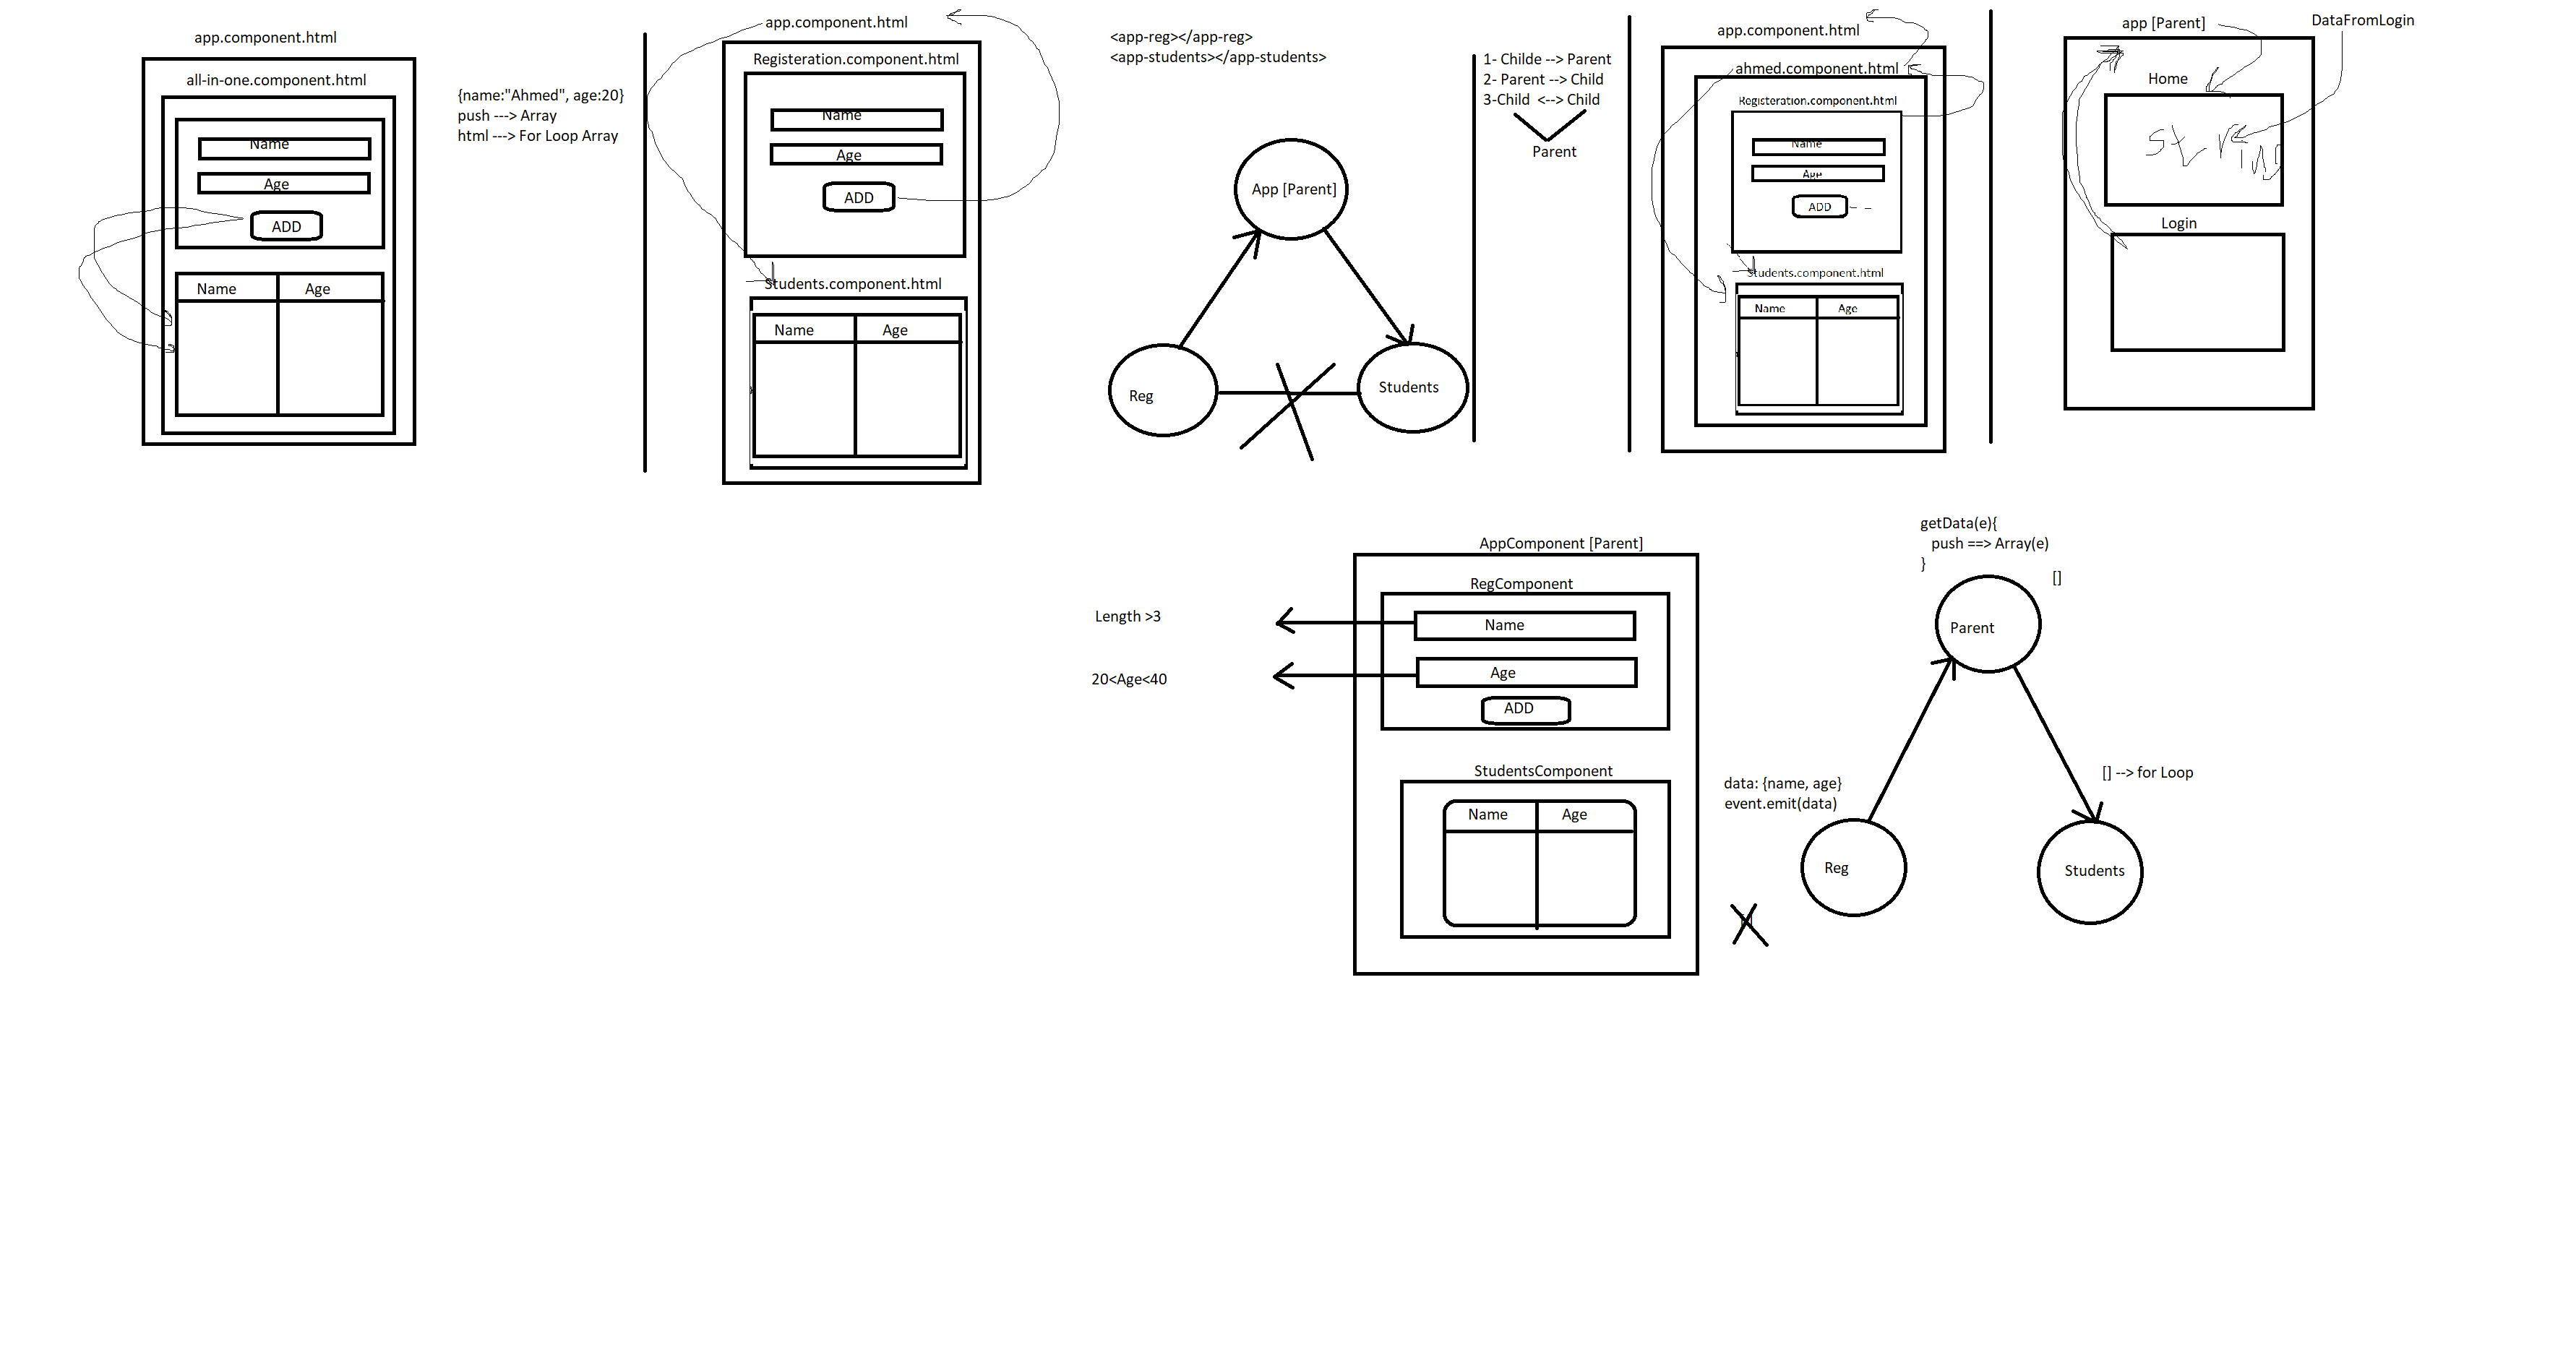 app.component.html
all-in-one.component.html
Name
Age
ADD
Name Age
{name:"Ahmed", age:20}
push ---> Array
html ---> For Loop Array
app.component.html
Registeration.component.html
Name
Age
ADD
Students.component.html
Name Age
<app-reg></app-reg>
<app-students></app-students>
App [Parent]
Reg
Students
1- Childe --> Parent
2- Parent --> Child
3-Child <--> Child
Parent
app.component.html
ahmed.component.html
Registeration.component.html
Name
Age
ADD
Students.component.html
Name Age
app [Parent]
DataFromLogin
Home
Login
AppComponent [Parent]
RegComponent
Length >3
Name
20<Age<40
Age
ADD
StudentsComponent
Name Age
getData(e){
push ==> Array(e)
}
[]
Parent
data: {name, age}
event.emit(data)
[] --> for Loop
Reg
Students